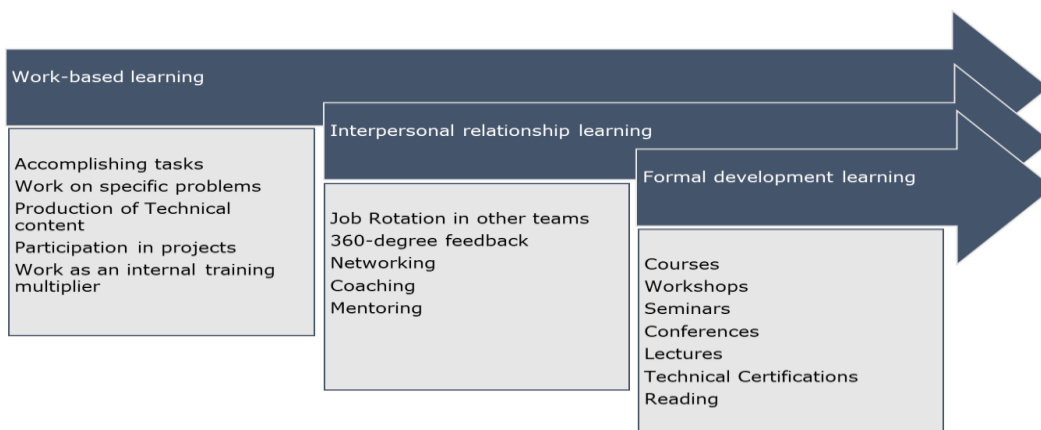 Work-based learning
Accomplishing tasks
Work on specific problems
Production of Technical
content
Participation in projects
Work as an internal training
multiplier
Interpersonal relationship learning
Job Rotation in other teams
360-degree feedback
Networking
Coaching
Mentoring
Formal development learning
Courses
Workshops
Seminars
Conferences
Lectures
Technical Certifications
Reading